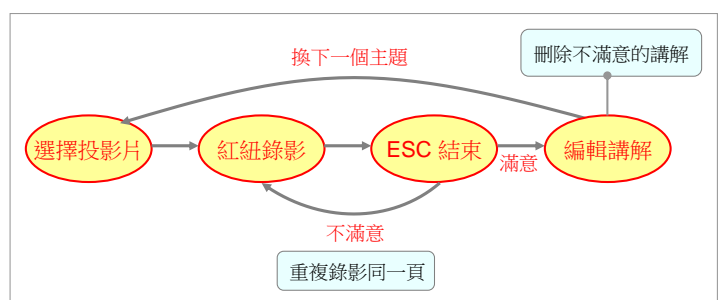 刪除不滿意的講解
換下一個主題
選擇投影片
紅鈕錄影
ESC 結束
滿意
編輯講解
不滿意
重複錄影同一頁